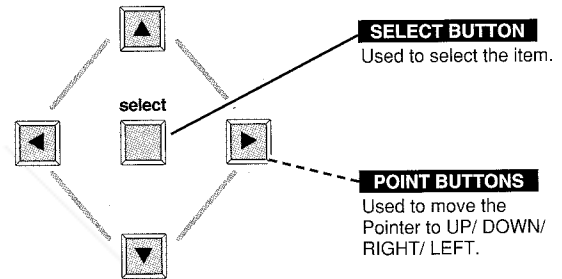 SELECT BUTTON
Used to select the item.
select
POINT BUTTONS
Used to move the
Pointer to UP/ DOWN/
RIGHT/ LEFT.